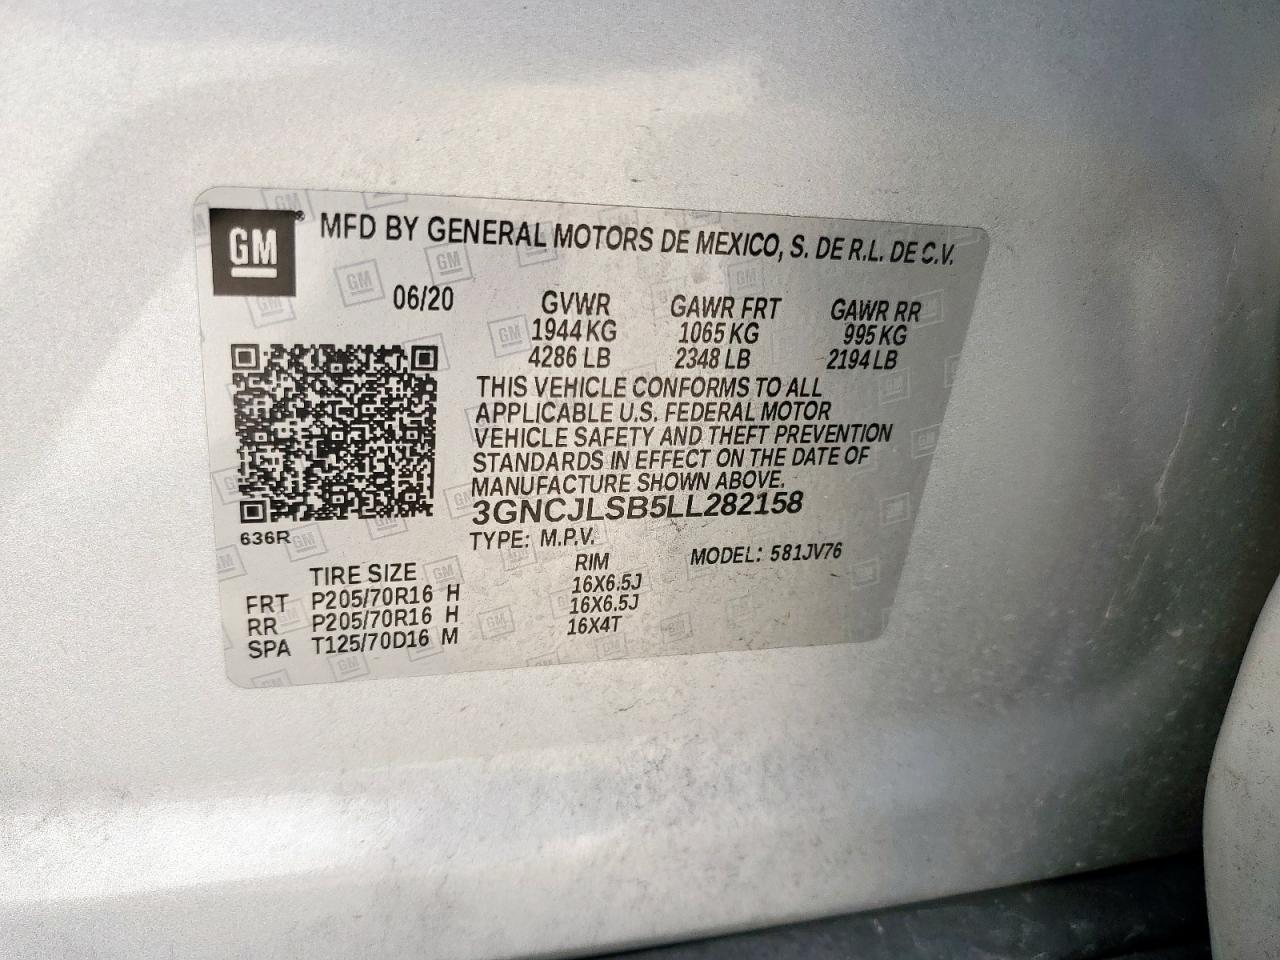 GM
MFD BY GENERAL MOTORS DE MEXICO, S. DE R.L. DE C.V.
06/20
GVWR GAWR FRT GAWR RR
1944 KG 1065 KG 995 KG
4286 LB 2348 LB 2194 LB
THIS VEHICLE CONFORMS TO ALL
APPLICABLE U.S. FEDERAL MOTOR
VEHICLE SAFETY AND THEFT PREVENTION
STANDARDS IN EFFECT ON THE DATE OF
MANUFACTURE SHOWN ABOVE.
3GNCJLSB5LL282158
636R
TYPE: M.P.V. MODEL: 581JV76
TIRE SIZE RIM
FRT P205/70R16 H 16X6.5J
RR P205/70R16 H 16X6.5J
SPA T125/70D16 M 16X4T